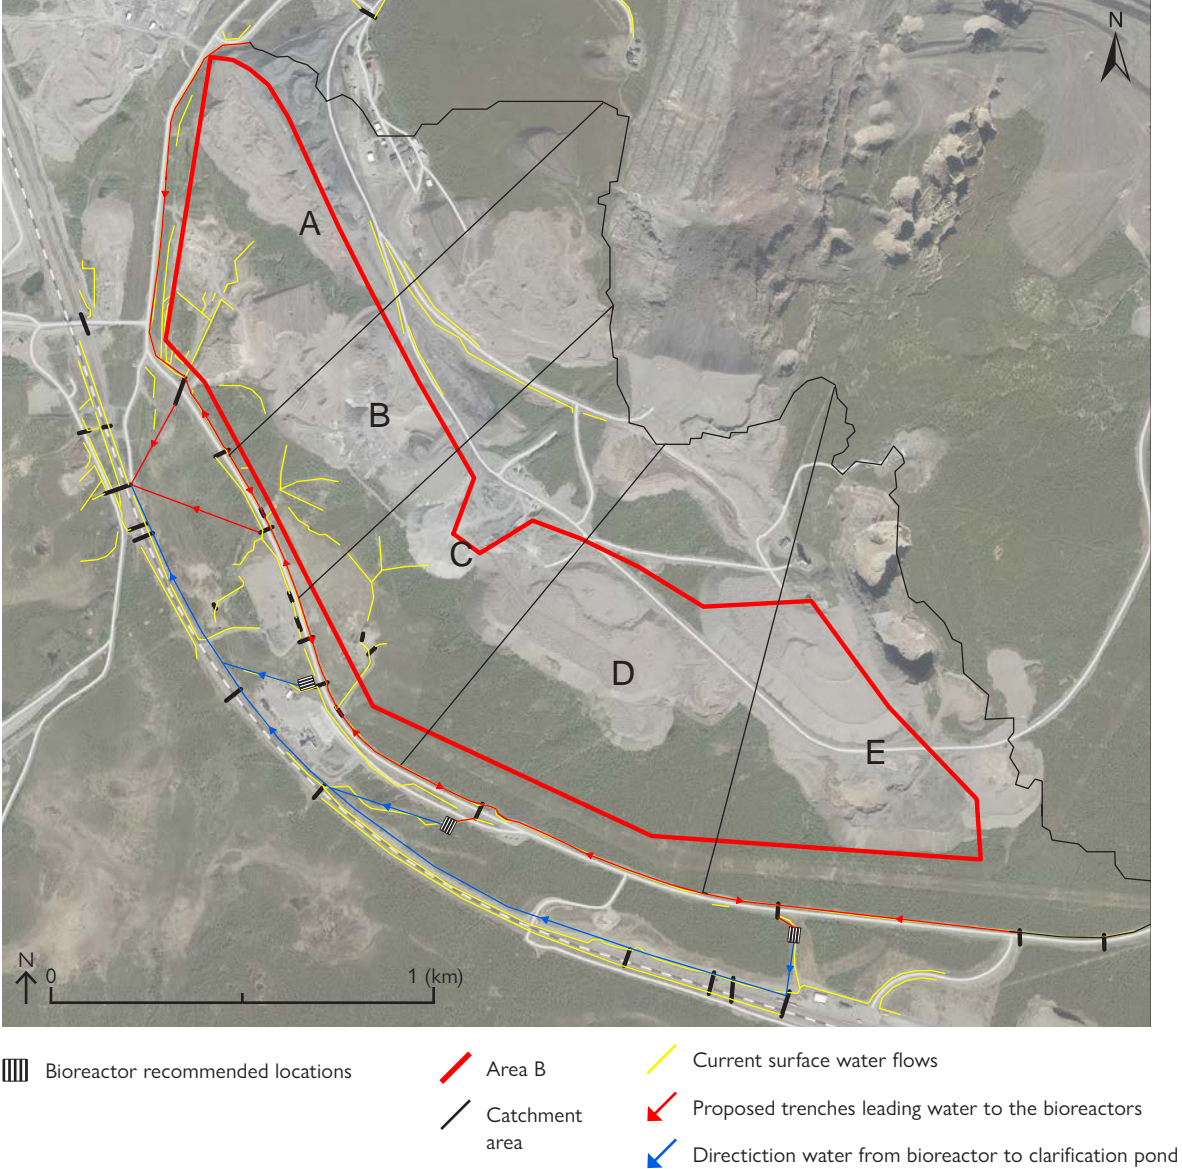 N
A
B
C
D
E
N
0
1 (km)
Bioreactor recommended locations
Area B
Catchment
area
Current surface water flows
Proposed trenches leading water to the bioreactors
Directiction water from bioreactor to clarification pond